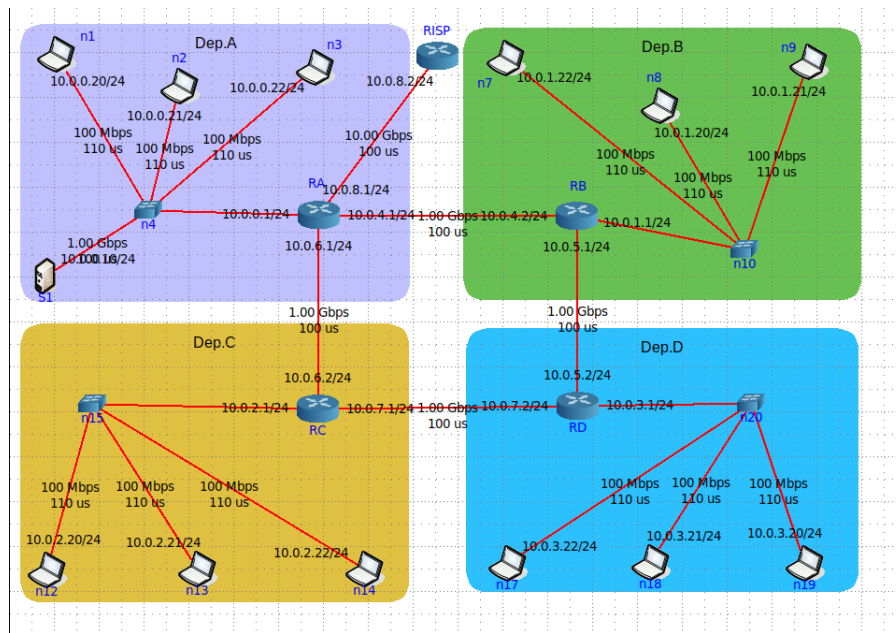 n1
Dep.A
n3
RISP
Dep.B
n9
n2
n7
n8
10.0.0.20/24
10.0.0.22/24
10.0.8.2/24
10.0.1.22/24
10.0.1.21/24
10.0.0.21/24
100 Mbps
110 us
100 Mbps
110 us
100 Mbps
110 us
10.00 Gbps
100 us
10.0.1.20/24
100 Mbps
110 us
100 Mbps
110 us
100 Mbps
110 us
RA
10.0.8.1/24
RB
n4
10.0.0.1/24
10.0.4.1/24
1.00 Gbps
100 us
10.0.4.2/24
10.0.1.1/24
1.00 Gbps
100 us
10.0.0.10/24
10.0.6.1/24
10.0.5.1/24
n10
S1
1.00 Gbps
100 us
1.00 Gbps
100 us
Dep.C
Dep.D
10.0.6.2/24
10.0.5.2/24
n15
10.0.2.1/24
10.0.7.1/24
1.00 Gbps
100 us
10.0.7.2/24
10.0.3.1/24
n20
RC
RD
100 Mbps
110 us
100 Mbps
110 us
100 Mbps
110 us
100 Mbps
110 us
100 Mbps
110 us
100 Mbps
110 us
10.0.2.20/24
10.0.2.21/24
10.0.2.22/24
10.0.3.22/24
10.0.3.21/24
10.0.3.20/24
n12
n13
n14
n17
n18
n19